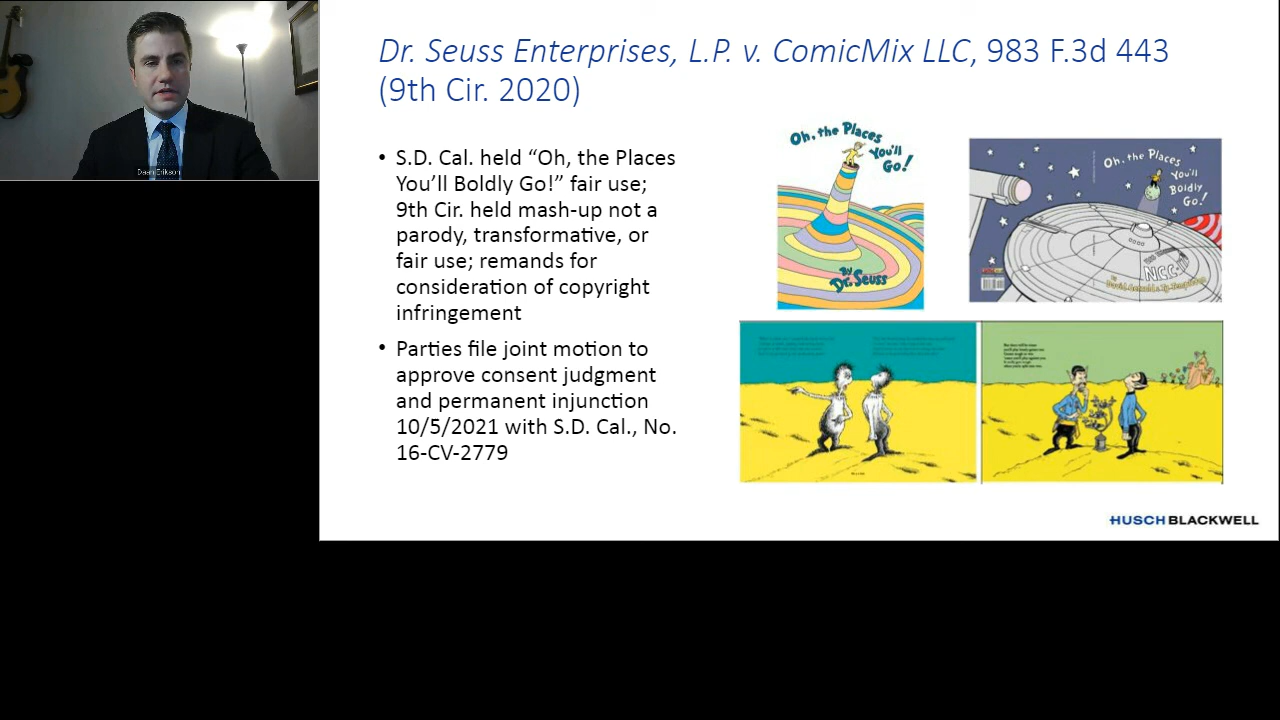 Dr. Seuss Enterprises, L.P. v. ComicMix LLC, 983 F.3d 443
(9th Cir. 2020)
• S.D. Cal. held “Oh, the Places
You’ll Boldly Go!” fair use;
9th Cir. held mash-up not a
parody, transformative, or
fair use; remands for
consideration of copyright
infringement
• Parties file joint motion to
approve consent judgment
and permanent injunction
10/5/2021 with S.D. Cal., No.
16-CV-2779
Oh, the Places
You'll
Go!
By
Dr. Seuss
Oh, the Places
You'll
Boldly
Go!
NCC
HUSCH BLACKWELL